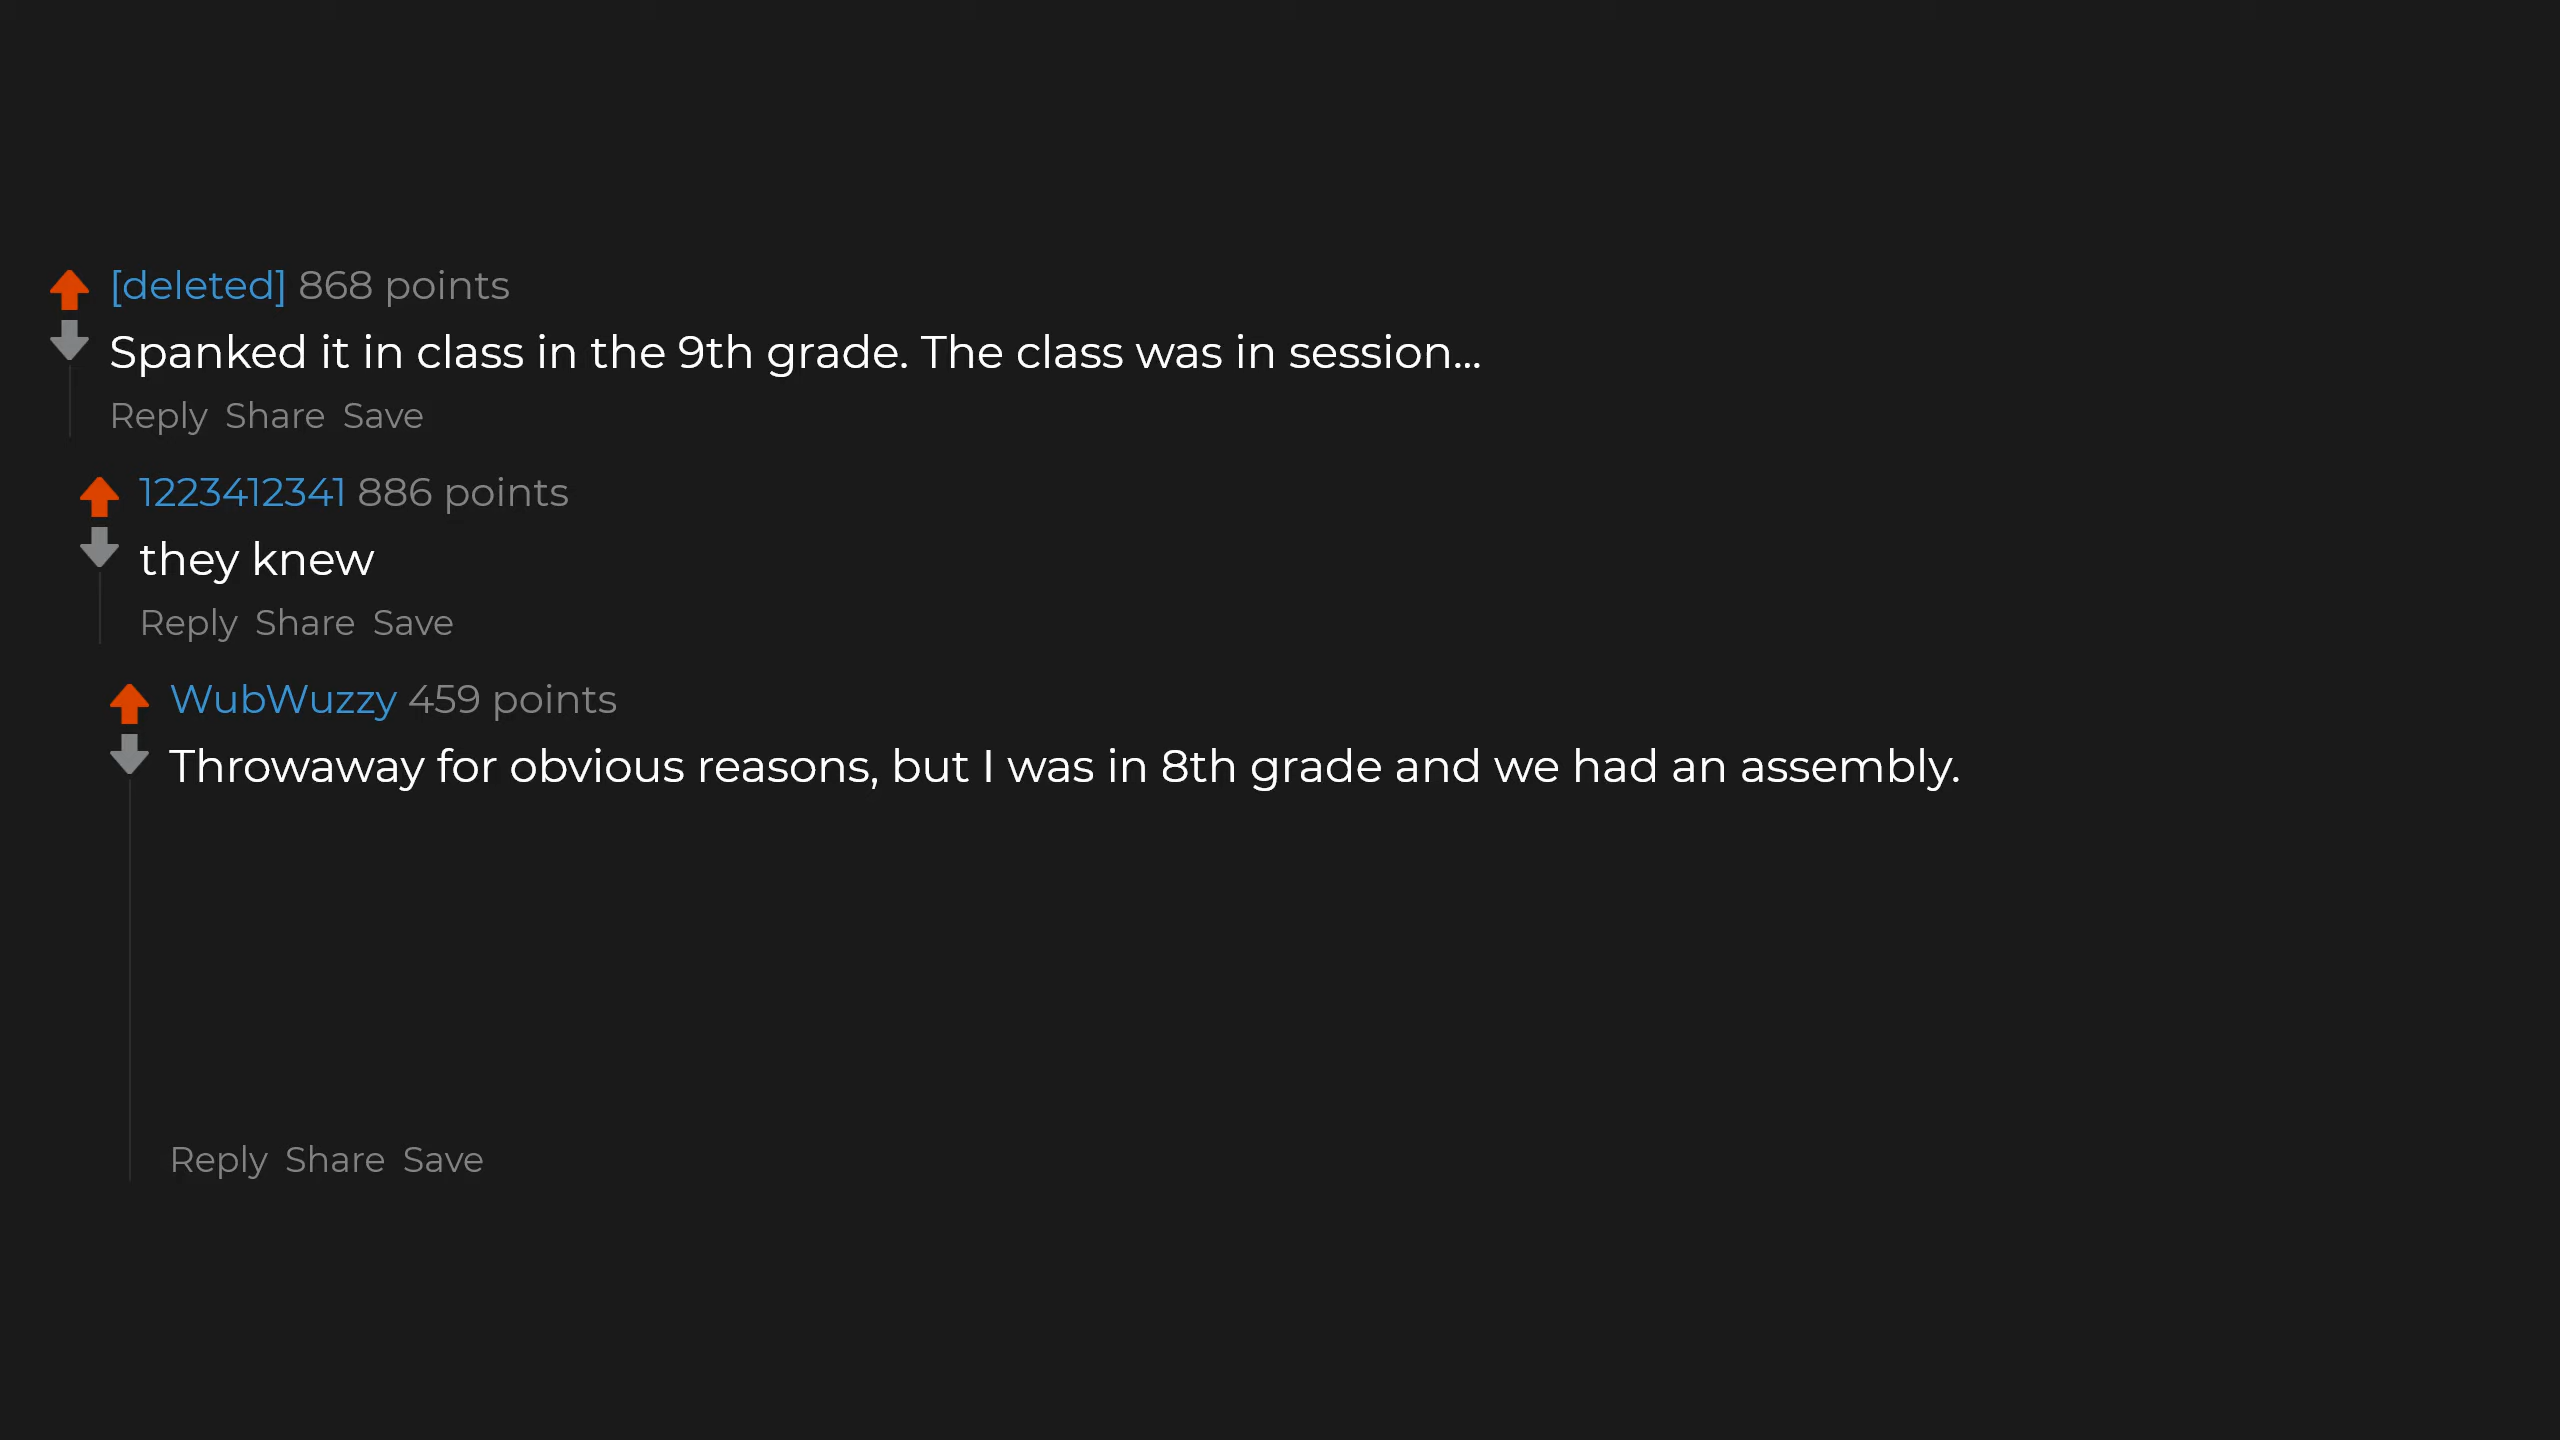 [deleted] 868 points
Spanked it in class in the 9th grade. The class was in session...
Reply Share Save
1223412341 886 points
they knew
Reply Share Save
WubWuzzy 459 points
Throwaway for obvious reasons, but I was in 8th grade and we had an assembly.
Reply Share Save